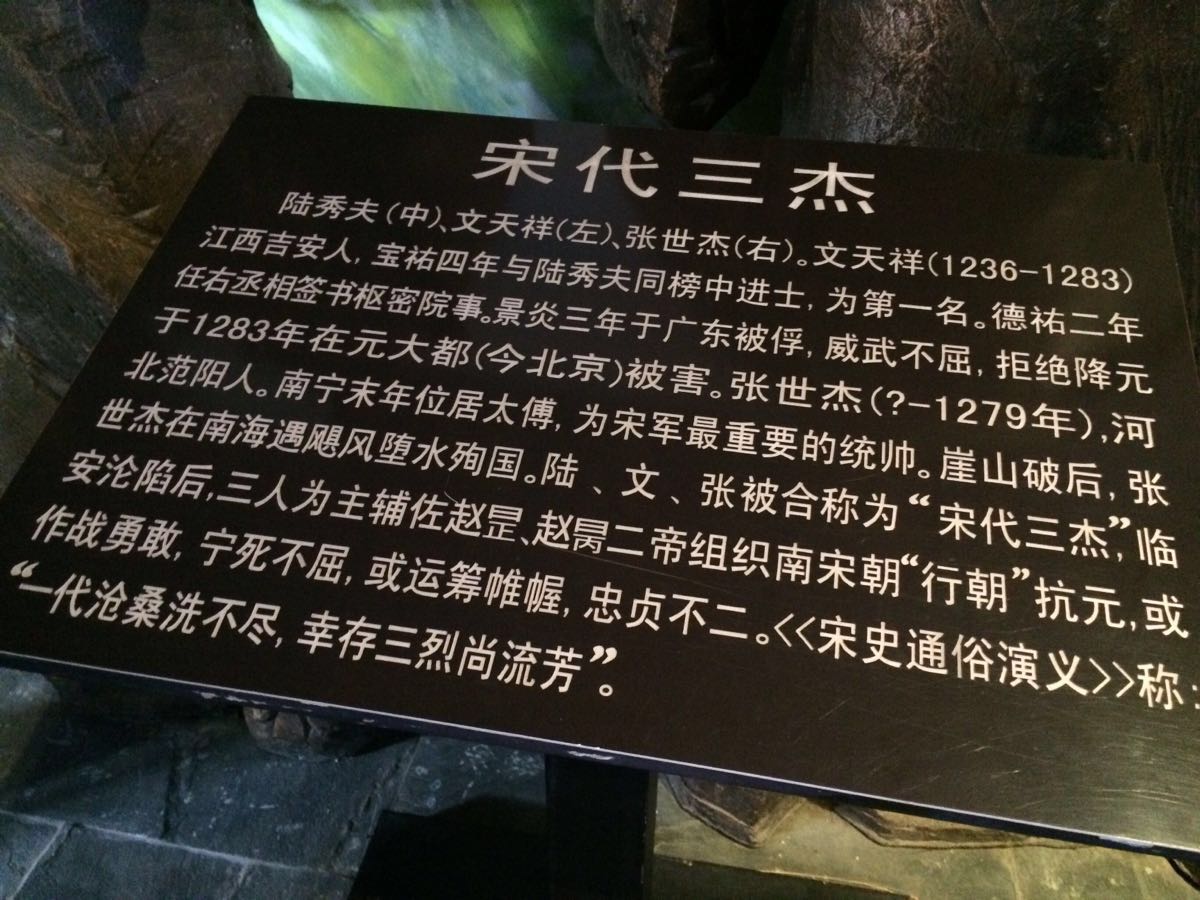 宋代三杰
陆秀夫(中)、文天祥(左)、张世杰(右)。文天祥(1236-1283)
江西吉安人,宝祐四年与陆秀夫同榜中进士,为第一名。德祐二年
任右丞相签书枢密院事。景炎三年于广东被俘,威武不屈,拒绝降元
于1283年在元大都(今北京)被害。张世杰(?-1279年),河
北范阳人。南宁末年位居太傅,为宋军最重要的统帅。崖山破后,张
世杰在南海遇飓风堕水殉国。陆、文、张被合称为“宋代三杰”,临
安沦陷后,三人为主辅佐赵昰、赵昺二帝组织南宋朝“行朝”抗元,或
作战勇敢,宁死不屈,或运筹帷幄,忠贞不二。<<宋史通俗演义>>称:
“一代沧桑洗不尽,幸存三烈尚流芳”。